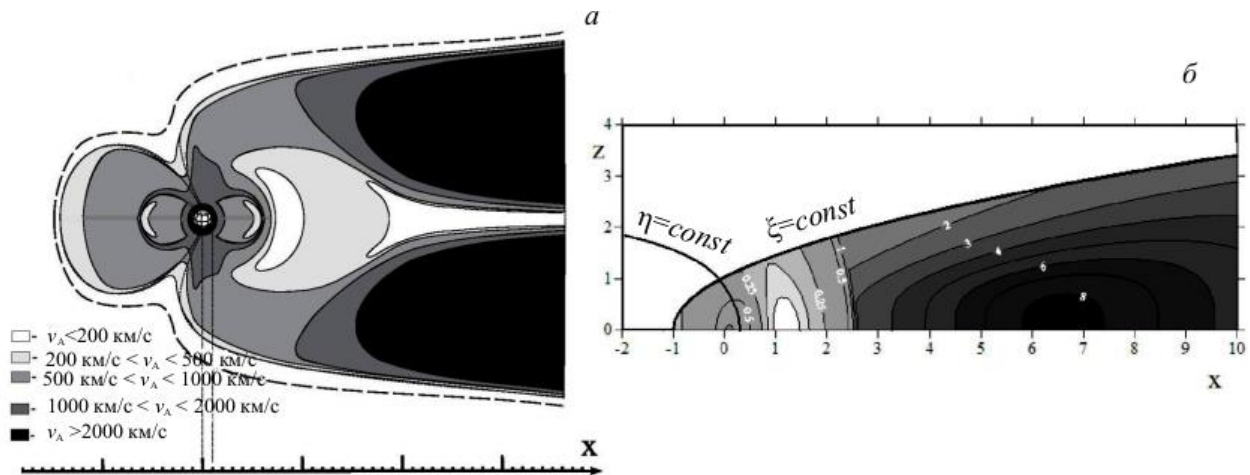 а
- vA<200 км/с
- 200 км/с < vA < 500 км/с
- 500 км/с < vA < 1000 км/с
- 1000 км/с < vA < 2000 км/с
- vA >2000 км/с
X
б
4
3
2
1
0
z
η=const
ξ=const
0.25
0.5
0.25
1
0.5
2
3
4
6
8
-2 -1 0 1 2 3 4 5 6 7 8 9 10
x